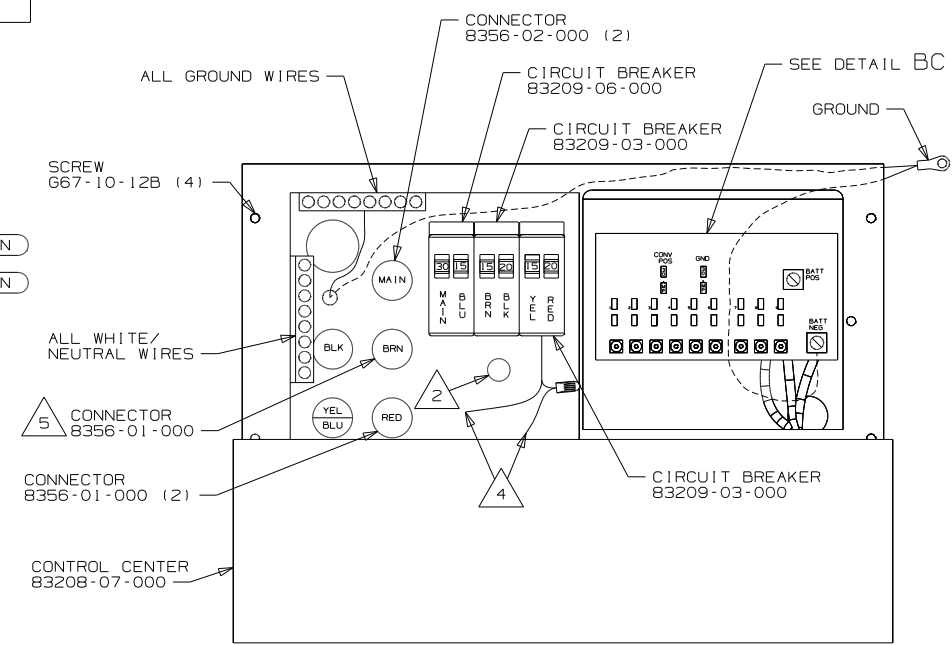 CONNECTOR
8356-02-000 (2)
ALL GROUND WIRES
CIRCUIT BREAKER
83209-06-000
SEE DETAIL BC
CIRCUIT BREAKER
83209-03-000
GROUND
SCREW
G67-10-12B (4)
N
N
MAIN
30 15 15 20 15 20
MAIN
BLU
BRN
BLK
YEL
RED
CONV
POS
GND
BATT
POS
BATT
NEG
ALL WHITE/
NEUTRAL WIRES
BLK
BRN
2
5
CONNECTOR
8356-01-000
YEL
BLU
RED
4
CONNECTOR
8356-01-000 (2)
CIRCUIT BREAKER
83209-03-000
CONTROL CENTER
83208-07-000